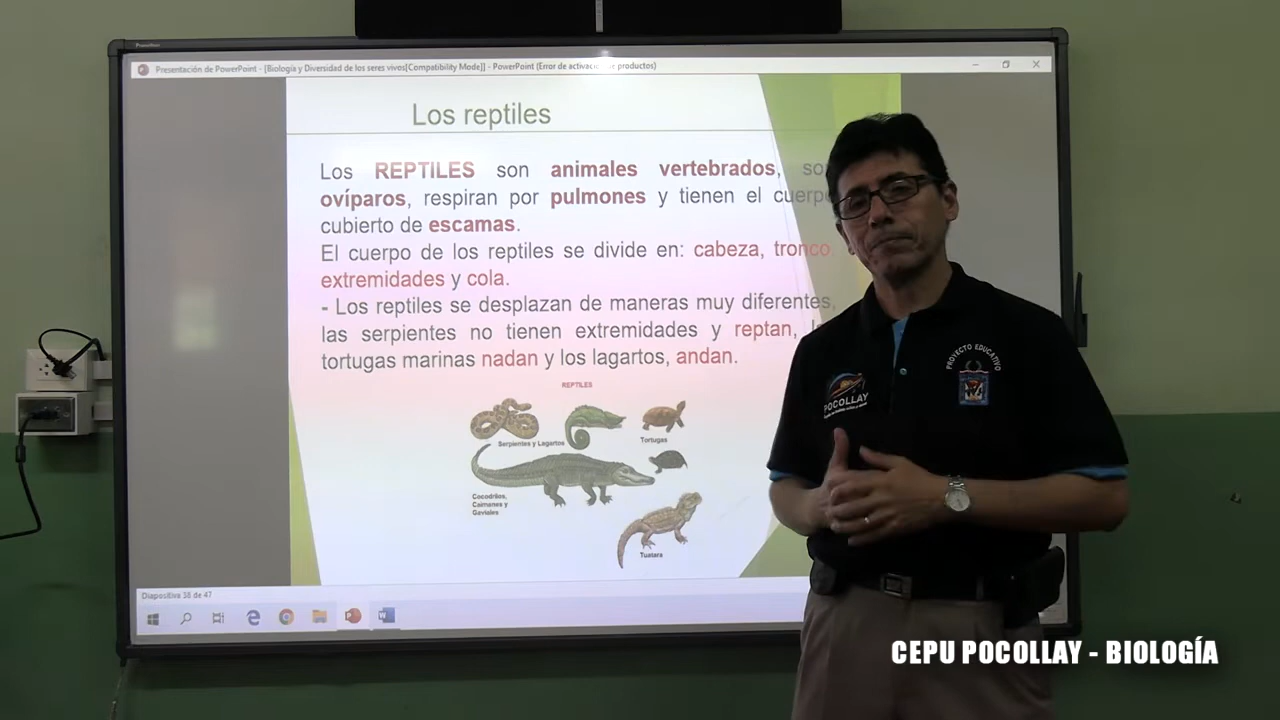 Presentación de PowerPoint - [Biología y Diversidad de los seres vivos[Compatibility Mode]] - PowerPoint (Error de activación de productos)
Los reptiles
Los REPTILES son animales vertebrados, son
ovíparos, respiran por pulmones y tienen el cuerpo
cubierto de escamas.
El cuerpo de los reptiles se divide en: cabeza, tronco,
extremidades y cola.
- Los reptiles se desplazan de maneras muy diferentes,
las serpientes no tienen extremidades y reptan,
tortugas marinas nadan y los lagartos, andan.
REPTILES
Serpientes y Lagartos
Tortugas
Cocodrilos,
Caimanes y
Gaviales
Tuatara
Diapositiva 38 de 47
POCOLLAY
PROYECTO EDUCATIVO
CEPU POCOLLAY - BIOLOGÍA